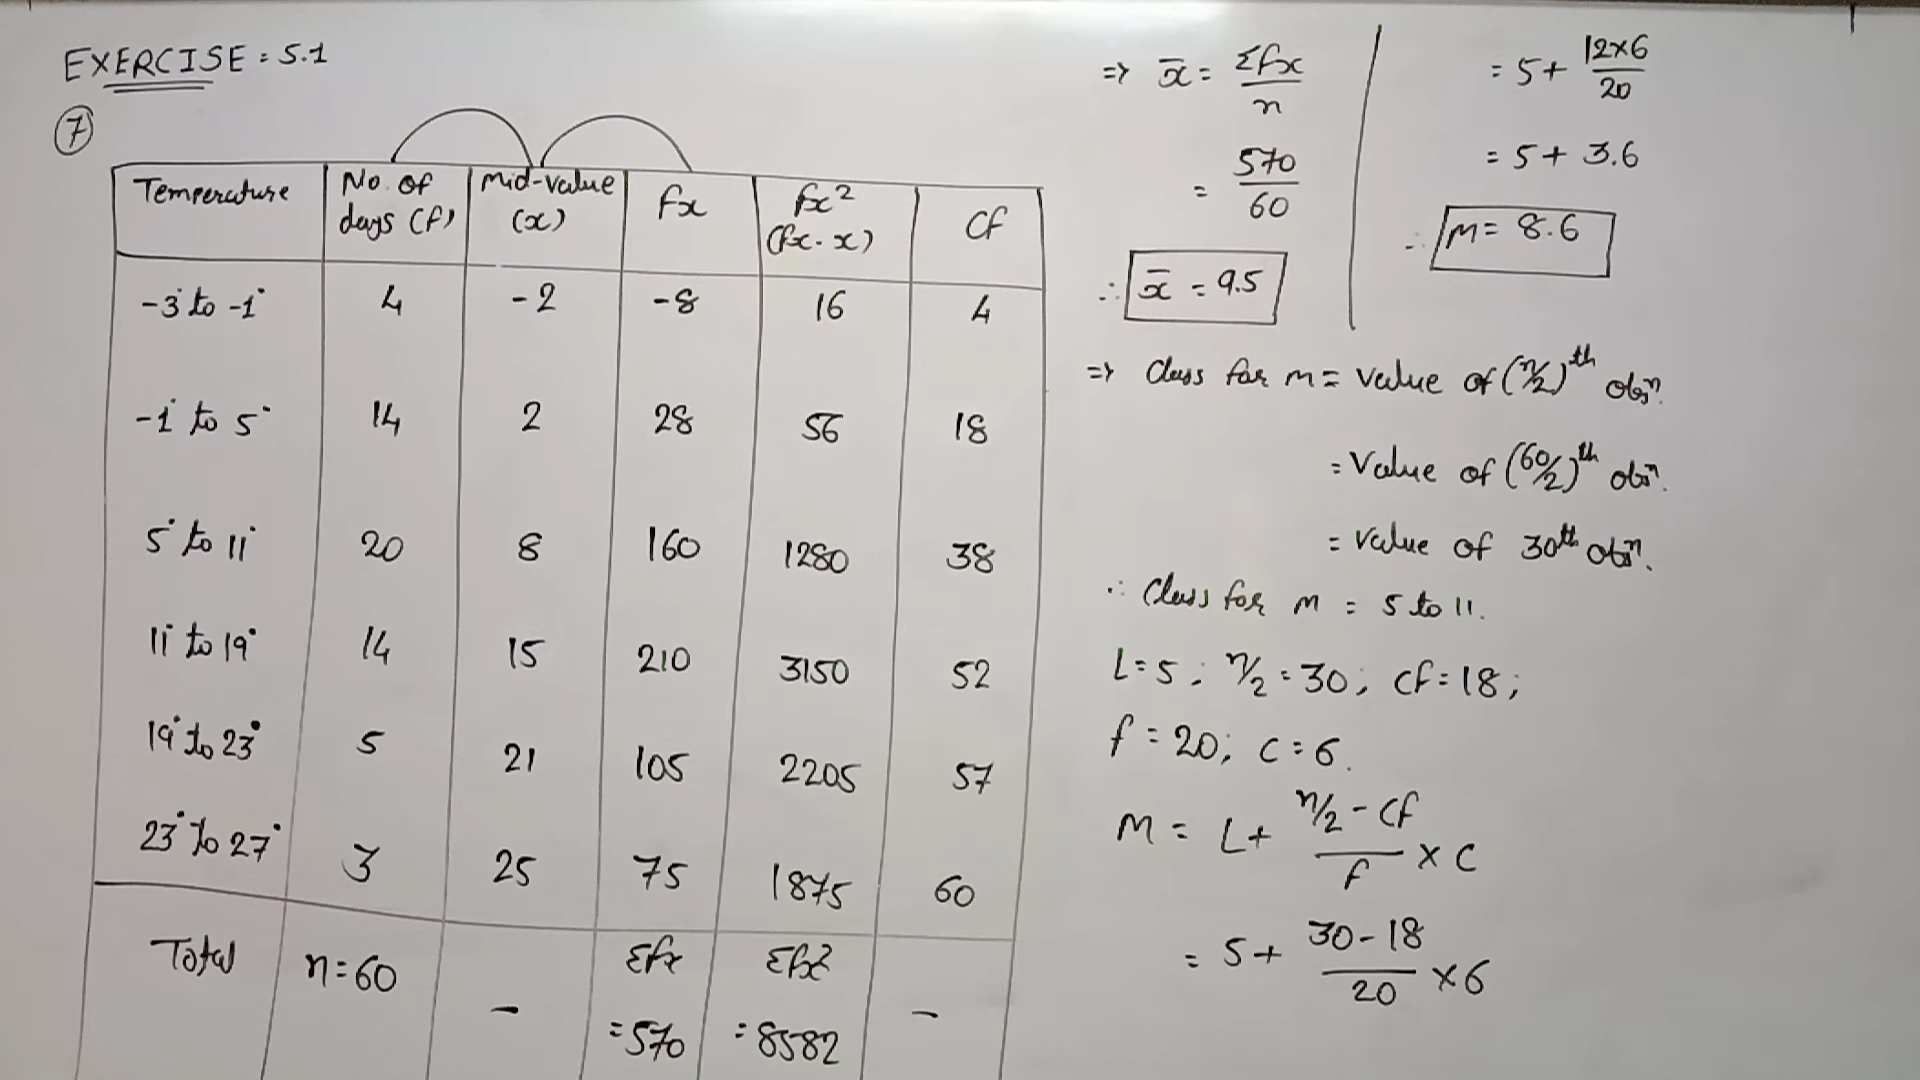 EXERCISE = 5.1
7
Temperature | No. of days (f) | Mid-value (x) | fx | fx² (fx·x) | Cf
-3° to -1° | 4 | -2 | -8 | 16 | 4
-1° to 5° | 14 | 2 | 28 | 56 | 18
5° to 11° | 20 | 8 | 160 | 1280 | 38
11° to 19° | 14 | 15 | 210 | 3150 | 52
19° to 23° | 5 | 21 | 105 | 2205 | 57
23° to 27° | 3 | 25 | 75 | 1875 | 60
Total | n=60 | - | Σfx =570 | Σfx² =8582 | -
=> x̄ = Σfx/n
= 570/60
∴ x̄ = 9.5
=> Class for m = Value of (n/2)th obsn.
= Value of (60/2)th obsn.
= Value of 30th obsn.
∴ Class for m = 5 to 11.
L=5; n/2=30; cf=18;
f=20; c=6.
M = L+ (n/2-cf)/f × C
= 5+ (30-18)/20 ×6
= 5+ 12×6/20
= 5+ 3.6
∴ M= 8.6